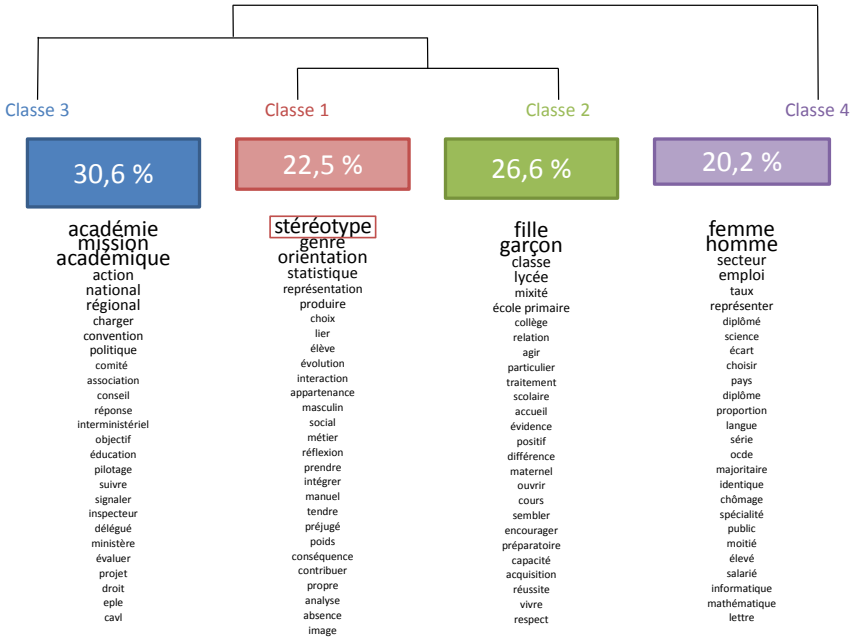 Classe 3
Classe 1
Classe 2
Classe 4
30,6 %
22,5 %
26,6 %
20,2 %
académie
mission
académique
action
national
régional
charger
convention
politique
comité
association
conseil
réponse
interministériel
objectif
éducation
pilotage
suivre
signaler
inspecteur
délégué
ministère
évaluer
projet
droit
eple
cavl
stéréotype
genre
orientation
statistique
représentation
produire
choix
lier
élève
évolution
interaction
appartenance
masculin
social
métier
réflexion
prendre
intégrer
manuel
tendre
préjugé
poids
conséquence
contribuer
propre
analyse
absence
image
fille
garçon
classe
lycée
mixité
école primaire
collège
relation
agir
particulier
traitement
scolaire
accueil
évidence
positif
différence
maternel
ouvrir
cours
sembler
encourager
préparatoire
capacité
acquisition
réussite
vivre
respect
femme
homme
secteur
emploi
taux
représenter
diplômé
science
écart
choisir
pays
diplôme
proportion
langue
série
ocde
majoritaire
identique
chômage
spécialité
public
moitié
élevé
salarié
informatique
mathématique
lettre